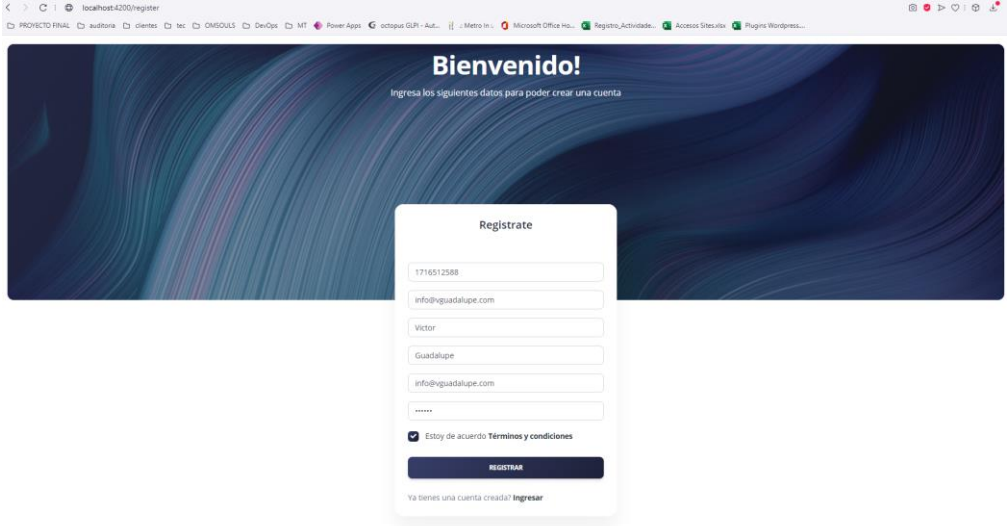 localhost:4200/register
PROYECTO FINAL auditoria clientes tec OMSOULS DevOps MT Power Apps octopus GLPI - Aut... .: Metro In :. Microsoft Office Ho... Registro_Actividade... Accesos Sites.xlsx Plugins Wordpress....
Bienvenido!
Ingresa los siguientes datos para poder crear una cuenta
Registrate
1716512588
info@vguadalupe.com
Victor
Guadalupe
info@vguadalupe.com
······
Estoy de acuerdo Términos y condiciones
REGISTRAR
Ya tienes una cuenta creada? Ingresar